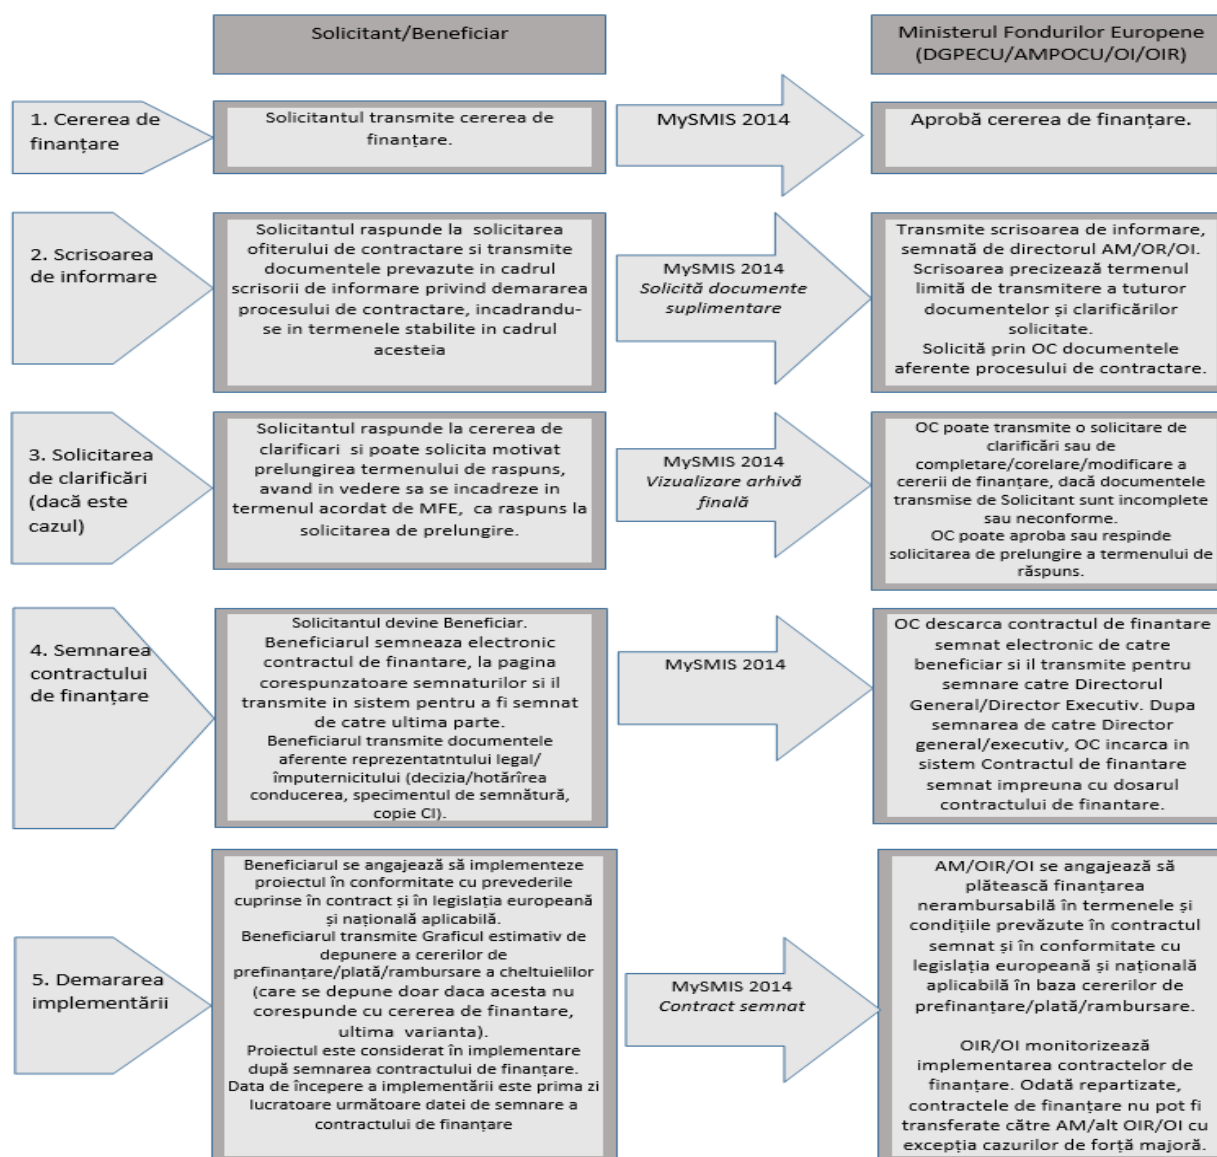 Solicitant/Beneficiar
Ministerul Fondurilor Europene
(DGPECU/AMPOCU/OI/OIR)
1. Cererea de
finanțare
Solicitantul transmite cererea de
finanțare.
MySMIS 2014
Aprobă cererea de finanțare.
2. Scrisoarea
de informare
Solicitantul raspunde la solicitarea
ofiterului de contractare si transmite
documentele prevazute in cadrul
scrisorii de informare privind demararea
procesului de contractare, incadrandu-
se in termenele stabilite in cadrul
acesteia
MySMIS 2014
Solicită documente
suplimentare
Transmite scrisoarea de informare,
semnată de directorul AM/OR/OI.
Scrisoarea precizează termenul
limită de transmitere a tuturor
documentelor și clarificărilor
solicitate.
Solicită prin OC documentele
aferente procesului de contractare.
3. Solicitarea
de clarificări
(dacă este
cazul)
Solicitantul raspunde la cererea de
clarificari si poate solicita motivat
prelungirea termenului de raspuns,
avand in vedere sa se incadreze in
termenul acordat de MFE, ca raspuns la
solicitarea de prelungire.
MySMIS 2014
Vizualizare arhivă
finală
OC poate transmite o solicitare de
clarificări sau de
completare/corelare/modificare a
cererii de finanțare, dacă documentele
transmise de Solicitant sunt incomplete
sau neconforme.
OC poate aproba sau respinde
solicitarea de prelungire a termenului de
răspuns.
4. Semnarea
contractului
de finanțare
Solicitantul devine Beneficiar.
Beneficiarul semneaza electronic
contractul de finantare, la pagina
corespunzatoare semnaturilor si il
transmite in sistem pentru a fi semnat
de catre ultima parte.
Beneficiarul transmite documentele
aferente reprezentatntului legal/
împuternicitului (decizia/hotărîrea
conducerea, specimentul de semnătură,
copie CI).
MySMIS 2014
OC descarca contractul de finantare
semnat electronic de catre
beneficiar si il transmite pentru
semnare catre Directorul
General/Director Executiv. Dupa
semnarea de catre Director
general/executiv, OC incarca in
sistem Contractul de finantare
semnat impreuna cu dosarul
contractului de finantare.
5. Demararea
implementării
Beneficiarul se angajează să implementeze
proiectul în conformitate cu prevederile
cuprinse în contract și în legislația europeană
și națională aplicabilă.
Beneficiarul transmite Graficul estimativ de
depunere a cererilor de
prefinanțare/plată/rambursare a cheltuielilor
(care se depune doar daca acesta nu
corespunde cu cererea de finantare,
ultima varianta).
Proiectul este considerat în implementare
după semnarea contractului de finanțare.
Data de începere a implementării este prima zi
lucratoare următoare datei de semnare a
contractului de finanțare
MySMIS 2014
Contract semnat
AM/OIR/OI se angajează să
plătească finanțarea
nerambursabilă în termenele și
condițiile prevăzute în contractul
semnat și în conformitate cu
legislația europeană și națională
aplicabilă în baza cererilor de
prefinanțare/plată/rambursare.
OIR/OI monitorizează
implementarea contractelor de
finanțare. Odată repartizate,
contractele de finanțare nu pot fi
transferate către AM/alt OIR/OI cu
excepția cazurilor de forță majoră.